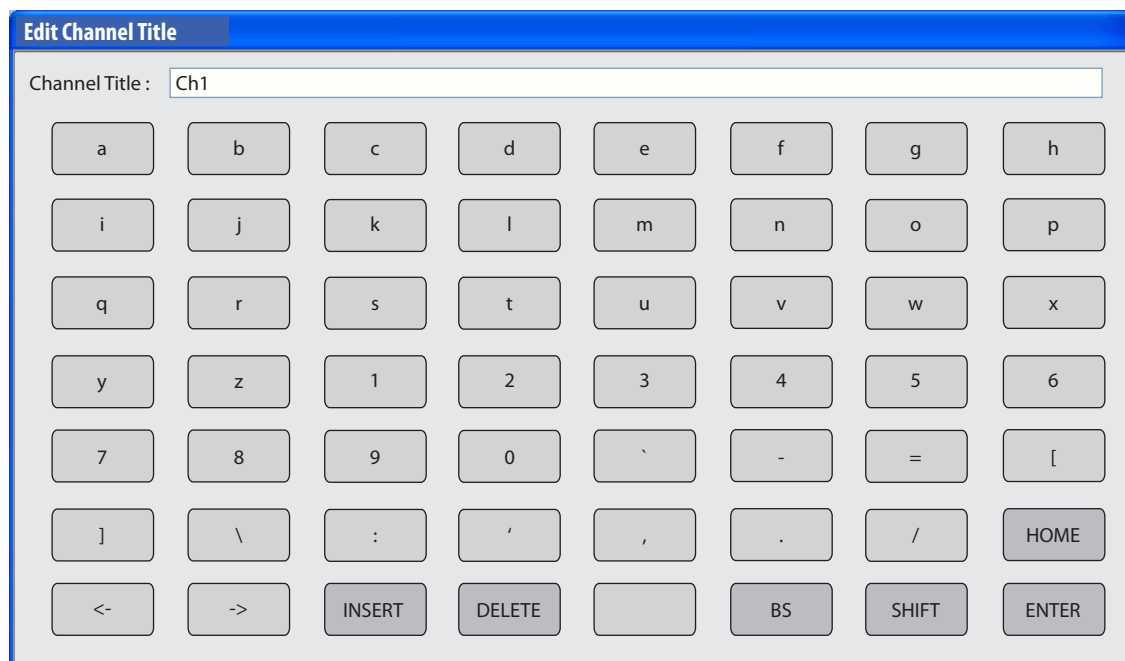 Edit Channel Title
Channel Title : Ch1
a b c d e f g h
i j k l m n o p
q r s t u v w x
y z 1 2 3 4 5 6
7 8 9 0 ` - = [
] \ : ‘ , . / HOME
<- -> INSERT DELETE BS SHIFT ENTER